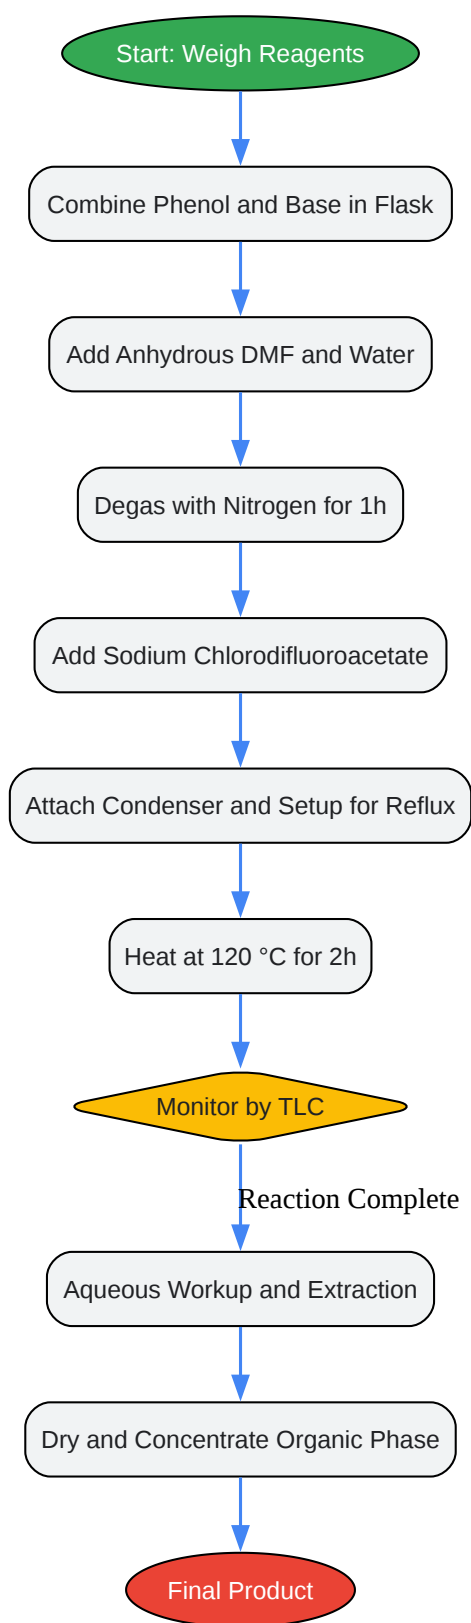 Start: Weigh Reagents
Combine Phenol and Base in Flask
Add Anhydrous DMF and Water
Degas with Nitrogen for 1h
Add Sodium Chlorodifluoroacetate
Attach Condenser and Setup for Reflux
Heat at 120 °C for 2h
Monitor by TLC
Reaction Complete
Aqueous Workup and Extraction
Dry and Concentrate Organic Phase
Final Product